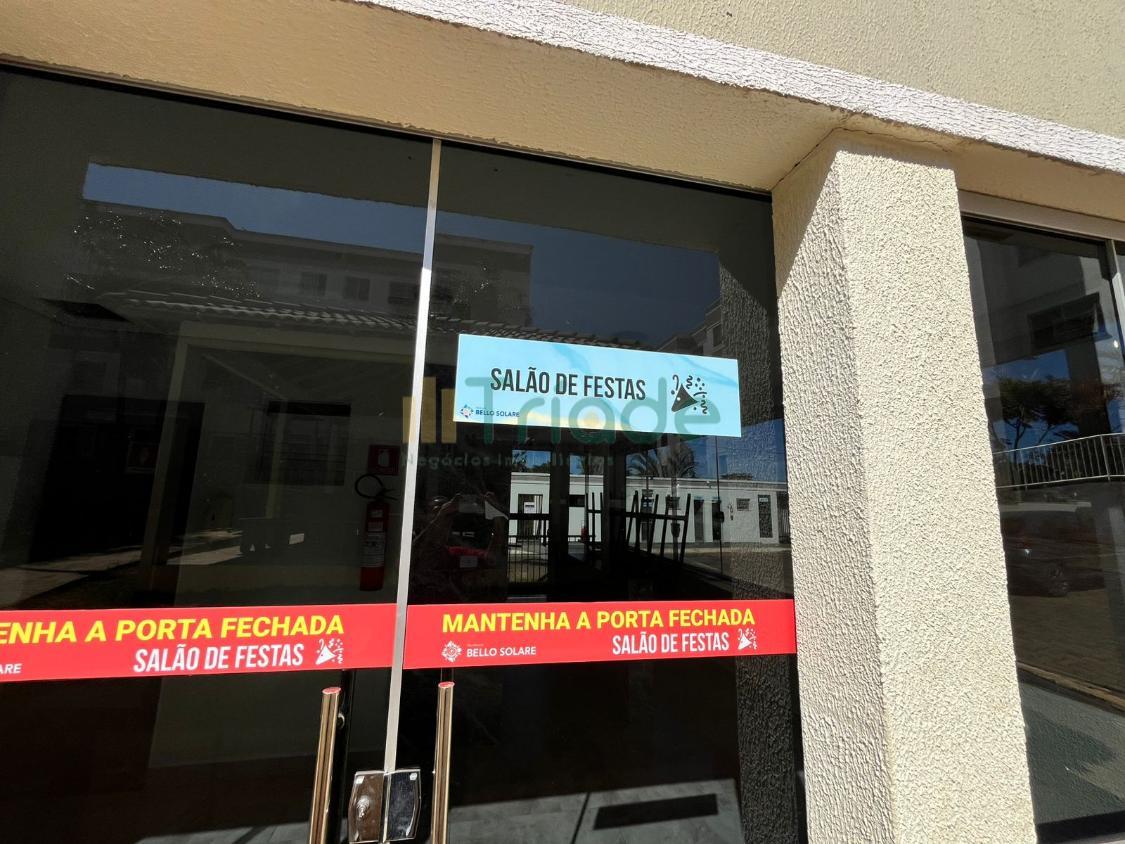 SALÃO DE FESTAS
BELLO SOLARE
Triade
Negócios Imobiliários
ENHA A PORTA FECHADA
SALÃO DE FESTAS
ARE
MANTENHA A PORTA FECHADA
BELLO SOLARE
SALÃO DE FESTAS